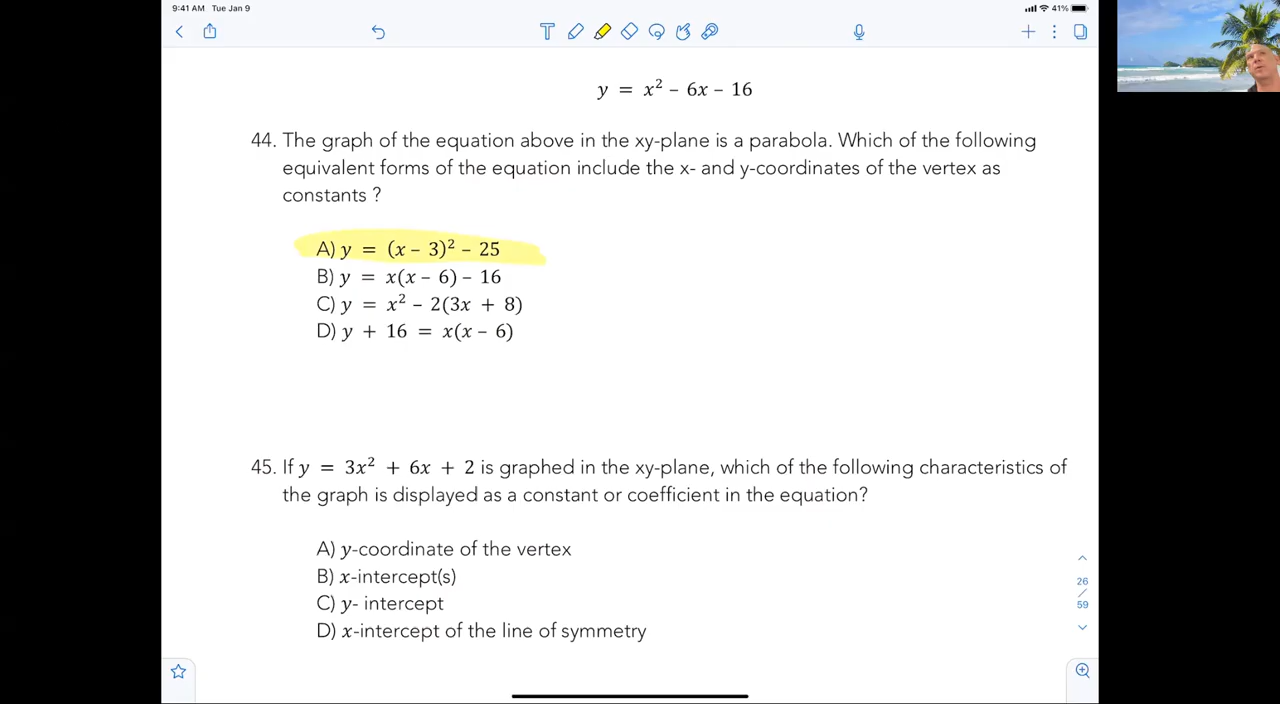 9:41 AM Tue Jan 9
41%
y = x² – 6x – 16
44. The graph of the equation above in the xy-plane is a parabola. Which of the following
equivalent forms of the equation include the x- and y-coordinates of the vertex as
constants ?
A) y = (x – 3)² – 25
B) y = x(x – 6) – 16
C) y = x² – 2(3x + 8)
D) y + 16 = x(x – 6)
45. If y = 3x² + 6x + 2 is graphed in the xy-plane, which of the following characteristics of
the graph is displayed as a constant or coefficient in the equation?
A) y-coordinate of the vertex
B) x-intercept(s)
C) y- intercept
D) x-intercept of the line of symmetry
26
/
59